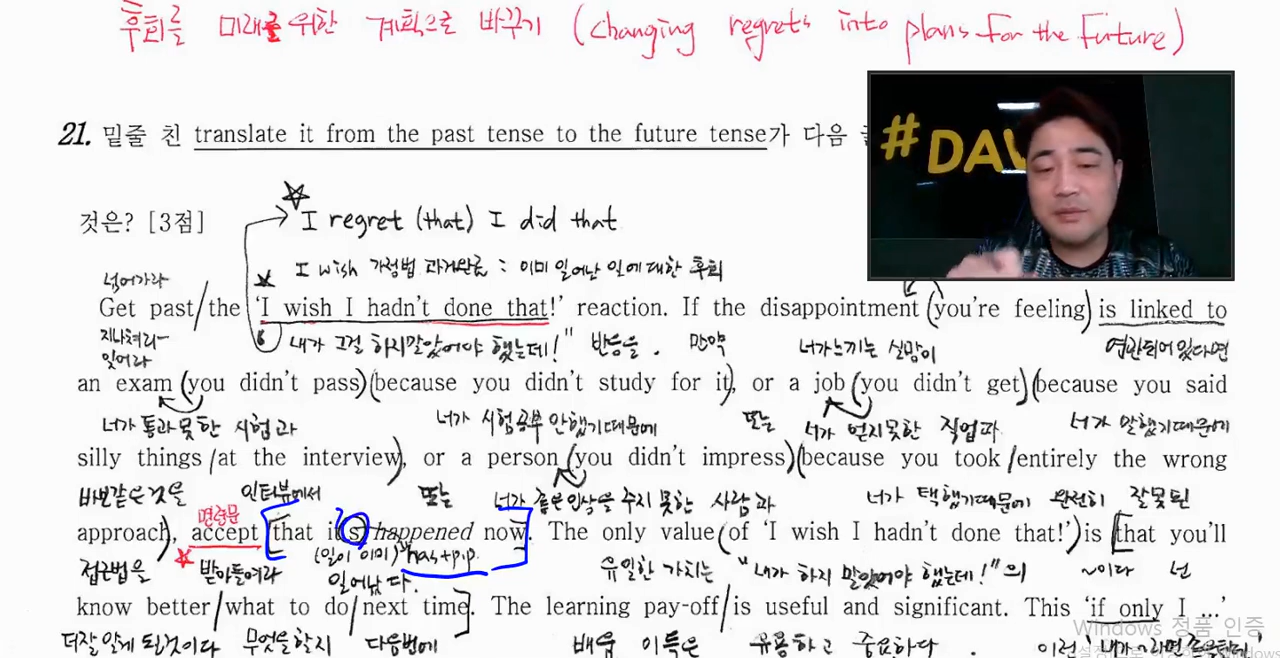 후회를 미래를 위한 계획으로 바꾸기 (changing regrets into plans for the future)
#DAV
21. 밑줄 친 translate it from the past tense to the future tense가 다음 글
것은? [3점]
I regret (that) I did that
I wish 가정법 과거완료 : 이미 일어난 일에 대한 후회
넘어가라
Get past/the 'I wish I hadn't done that!' reaction. If the disappointment (you're feeling) is linked to
지나쳐라 내가 그걸 하지말았어야 했는데!" 반응을. 만약 너가 느끼는 실망이 연관되어있다면
잊어라
an exam (you didn't pass)(because you didn't study for it), or a job (you didn't get)(because you said
너가 통과못한 시험과 너가 시험공부 안했기때문에 또는 너가 얻지못한 직업과 너가 말했기때문에
silly things/at the interview), or a person (you didn't impress)(because you took/entirely the wrong
바보같은것을 인터뷰에서 또는 너가 좋은인상을 주지 못한 사람과 너가 택했기때문에 완전히 잘못된
명령문
approach), accept [that it(s) happened now]. The only value (of 'I wish I hadn't done that!') is [that you'll
(일이 이미) has+p.p.
접근법을 받아들여라 일어났다. 유일한 가치는 "내가 하지 말았어야 했는데!"의 ~이다 넌
know better/what to do/next time]. The learning pay-off/is useful and significant. This 'if only I ...'
더잘 알게 될것이다 무엇을할지 다음번에 배움 이득은 유용하고 중요하다. 이런
Windows 정품 인증